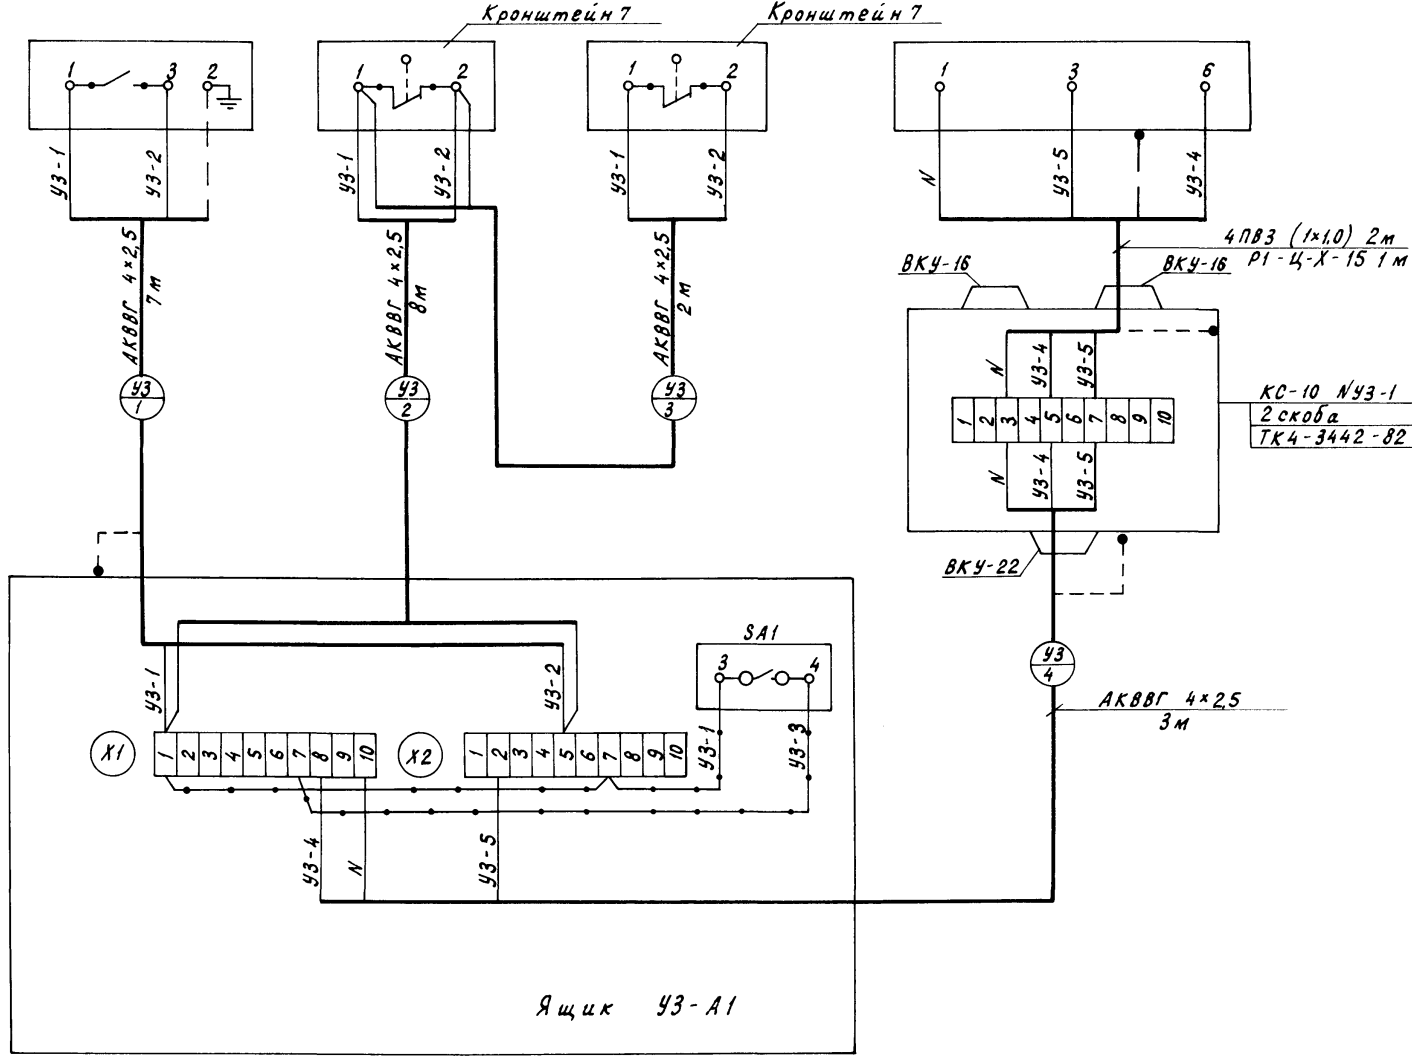 Кронштейн 7
Кронштейн 7
1 3 2
1 2
1 2
1 3 6
УЗ-1 УЗ-2
УЗ-1 УЗ-2
УЗ-1 УЗ-2
N УЗ-5 УЗ-4
АКВВГ 4×2,5
7м
АКВВГ 4×2,5
8м
АКВВГ 4×2,5
2 м
4ПВ3 (1×1.0) 2м
Р1-Ц-Х-15 1м
ВКУ-16
ВКУ-16
N УЗ-4 УЗ-5
УЗ
1
УЗ
2
УЗ
3
1 2 3 4 5 6 7 8 9 10
КС-10 NУЗ-1
2 скоба
ТК4-3442-82
N УЗ-4 УЗ-5
ВКУ-22
УЗ
4
SA1
3 4
УЗ-1 УЗ-2
УЗ-1 УЗ-3
АКВВГ 4×2,5
3м
X1
1 2 3 4 5 6 7 8 9 10
X2
1 2 3 4 5 6 7 8 9 10
УЗ-4 N УЗ-5
Ящик УЗ-А1